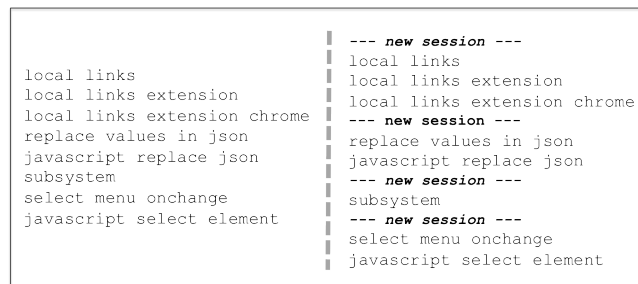 local links
local links extension
local links extension chrome
replace values in json
javascript replace json
subsystem
select menu onchange
javascript select element
--- new session ---
local links
local links extension
local links extension chrome
--- new session ---
replace values in json
javascript replace json
--- new session ---
subsystem
--- new session ---
select menu onchange
javascript select element